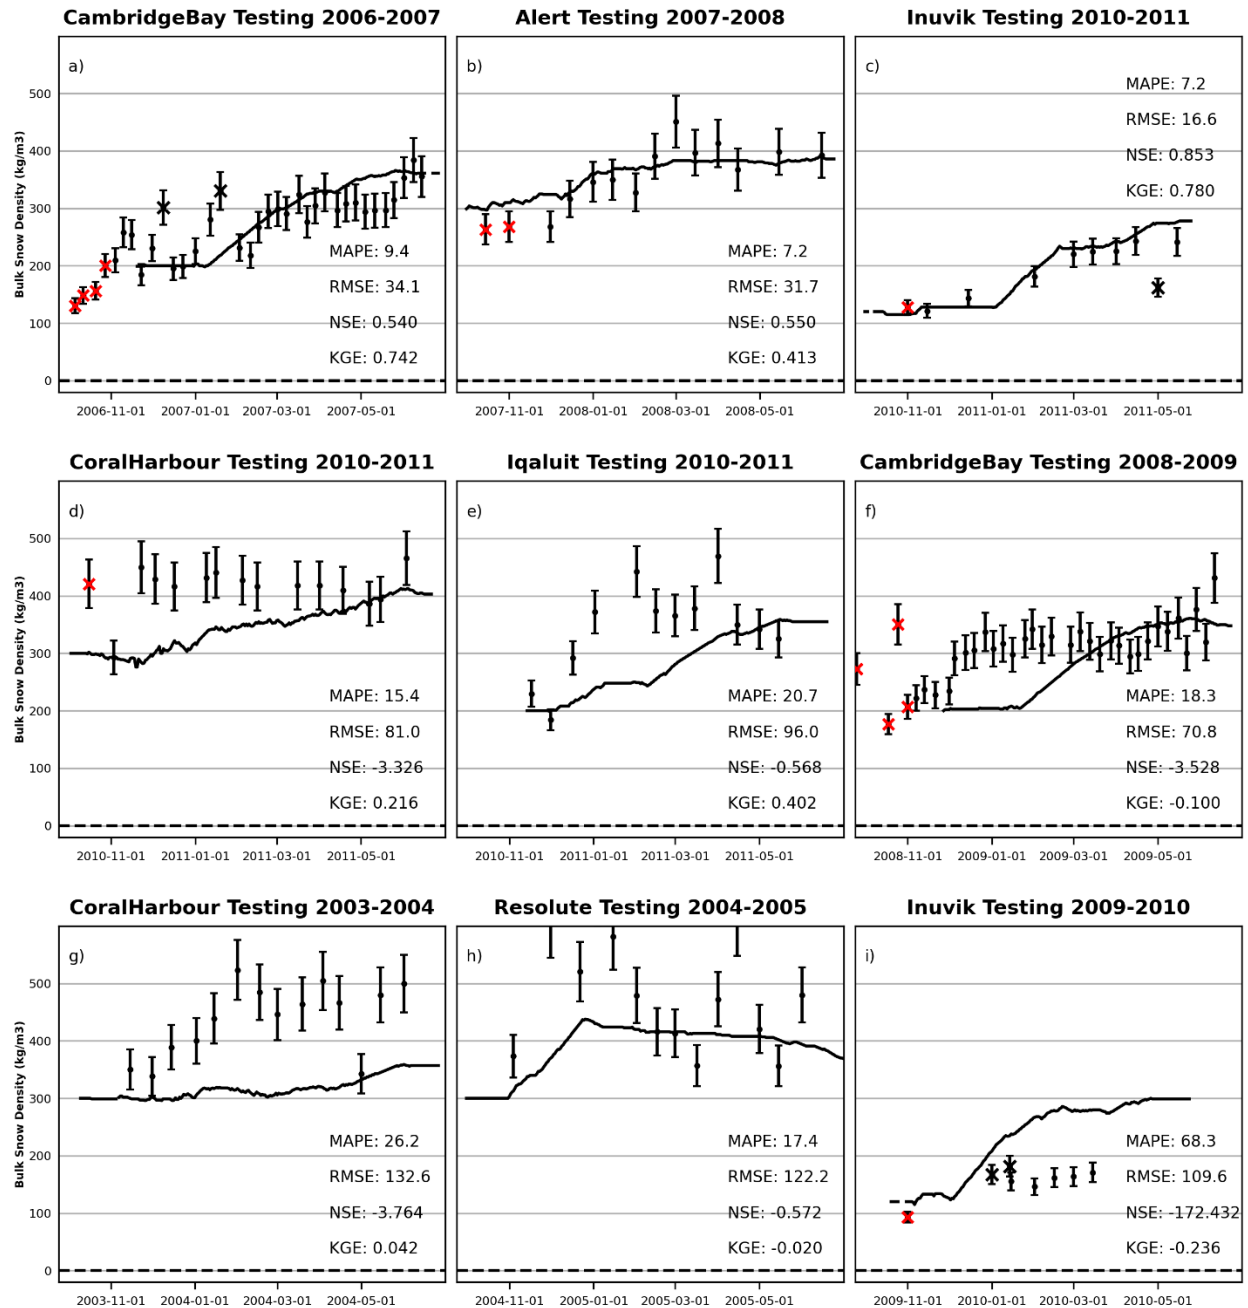 CambridgeBay Testing 2006-2007
a)
Bulk Snow Density (kg/m3)
500
400
300
200
100
0
MAPE: 9.4
RMSE: 34.1
NSE: 0.540
KGE: 0.742
2006-11-01 2007-01-01 2007-03-01 2007-05-01
Alert Testing 2007-2008
b)
MAPE: 7.2
RMSE: 31.7
NSE: 0.550
KGE: 0.413
2007-11-01 2008-01-01 2008-03-01 2008-05-01
Inuvik Testing 2010-2011
c)
MAPE: 7.2
RMSE: 16.6
NSE: 0.853
KGE: 0.780
2010-11-01 2011-01-01 2011-03-01 2011-05-01
CoralHarbour Testing 2010-2011
d)
Bulk Snow Density (kg/m3)
500
400
300
200
100
0
MAPE: 15.4
RMSE: 81.0
NSE: -3.326
KGE: 0.216
2010-11-01 2011-01-01 2011-03-01 2011-05-01
Iqaluit Testing 2010-2011
e)
MAPE: 20.7
RMSE: 96.0
NSE: -0.568
KGE: 0.402
2010-11-01 2011-01-01 2011-03-01 2011-05-01
CambridgeBay Testing 2008-2009
f)
MAPE: 18.3
RMSE: 70.8
NSE: -3.528
KGE: -0.100
2008-11-01 2009-01-01 2009-03-01 2009-05-01
CoralHarbour Testing 2003-2004
g)
Bulk Snow Density (kg/m3)
500
400
300
200
100
0
MAPE: 26.2
RMSE: 132.6
NSE: -3.764
KGE: 0.042
2003-11-01 2004-01-01 2004-03-01 2004-05-01
Resolute Testing 2004-2005
h)
MAPE: 17.4
RMSE: 122.2
NSE: -0.572
KGE: -0.020
2004-11-01 2005-01-01 2005-03-01 2005-05-01
Inuvik Testing 2009-2010
i)
MAPE: 68.3
RMSE: 109.6
NSE: -172.432
KGE: -0.236
2009-11-01 2010-01-01 2010-03-01 2010-05-01